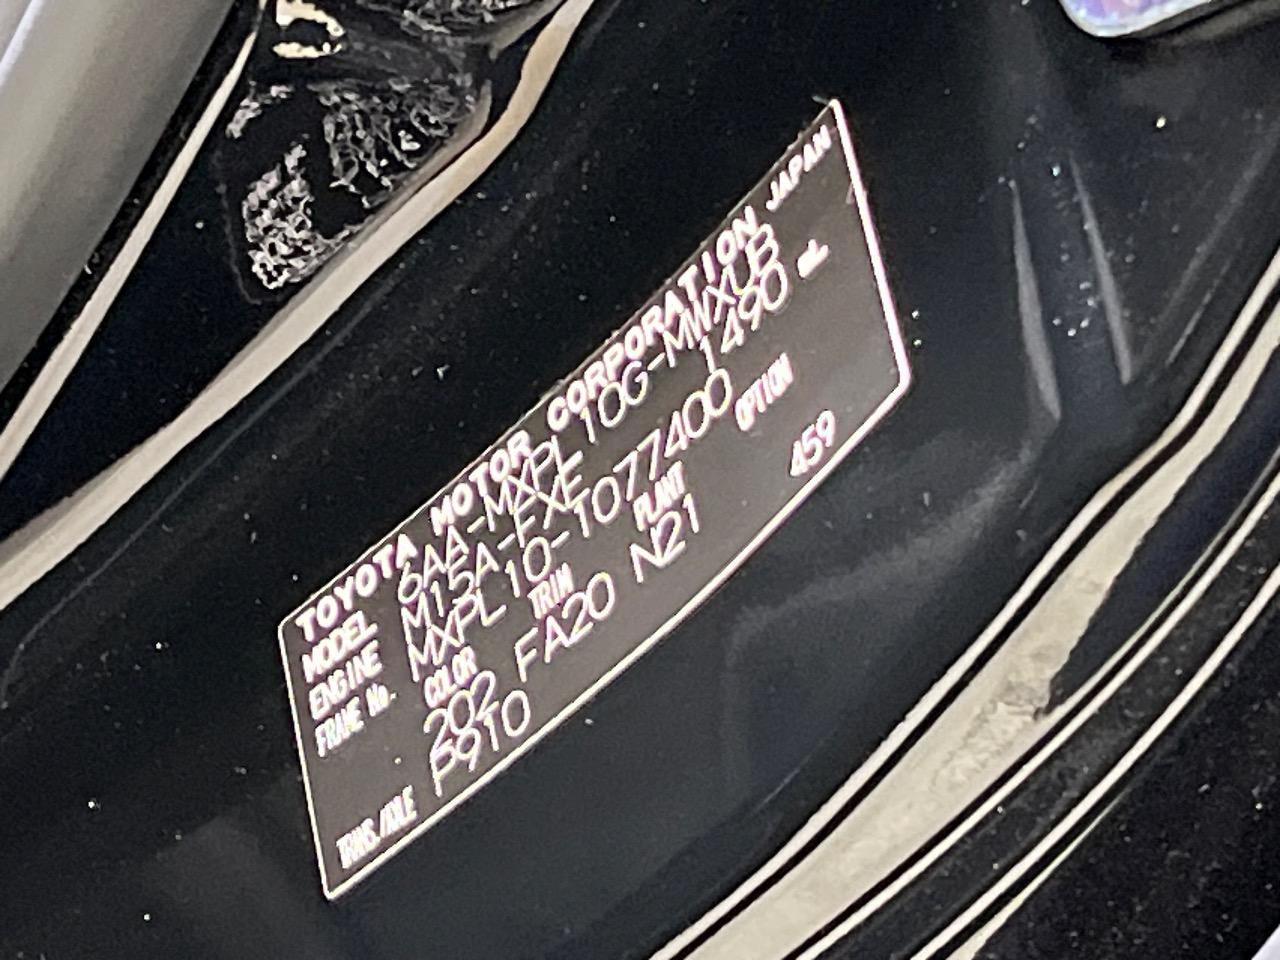 TOYOTA MOTOR CORPORATION JAPAN
MODEL 6AA-MXPL10G-MWXUB
ENGINE M15A-FXE 1490 mL
FRAME No. MXPL10-1077400
COLOR TRIM PLANT OPTION
202 FA20 N21 459
TRANS./AXLE P910